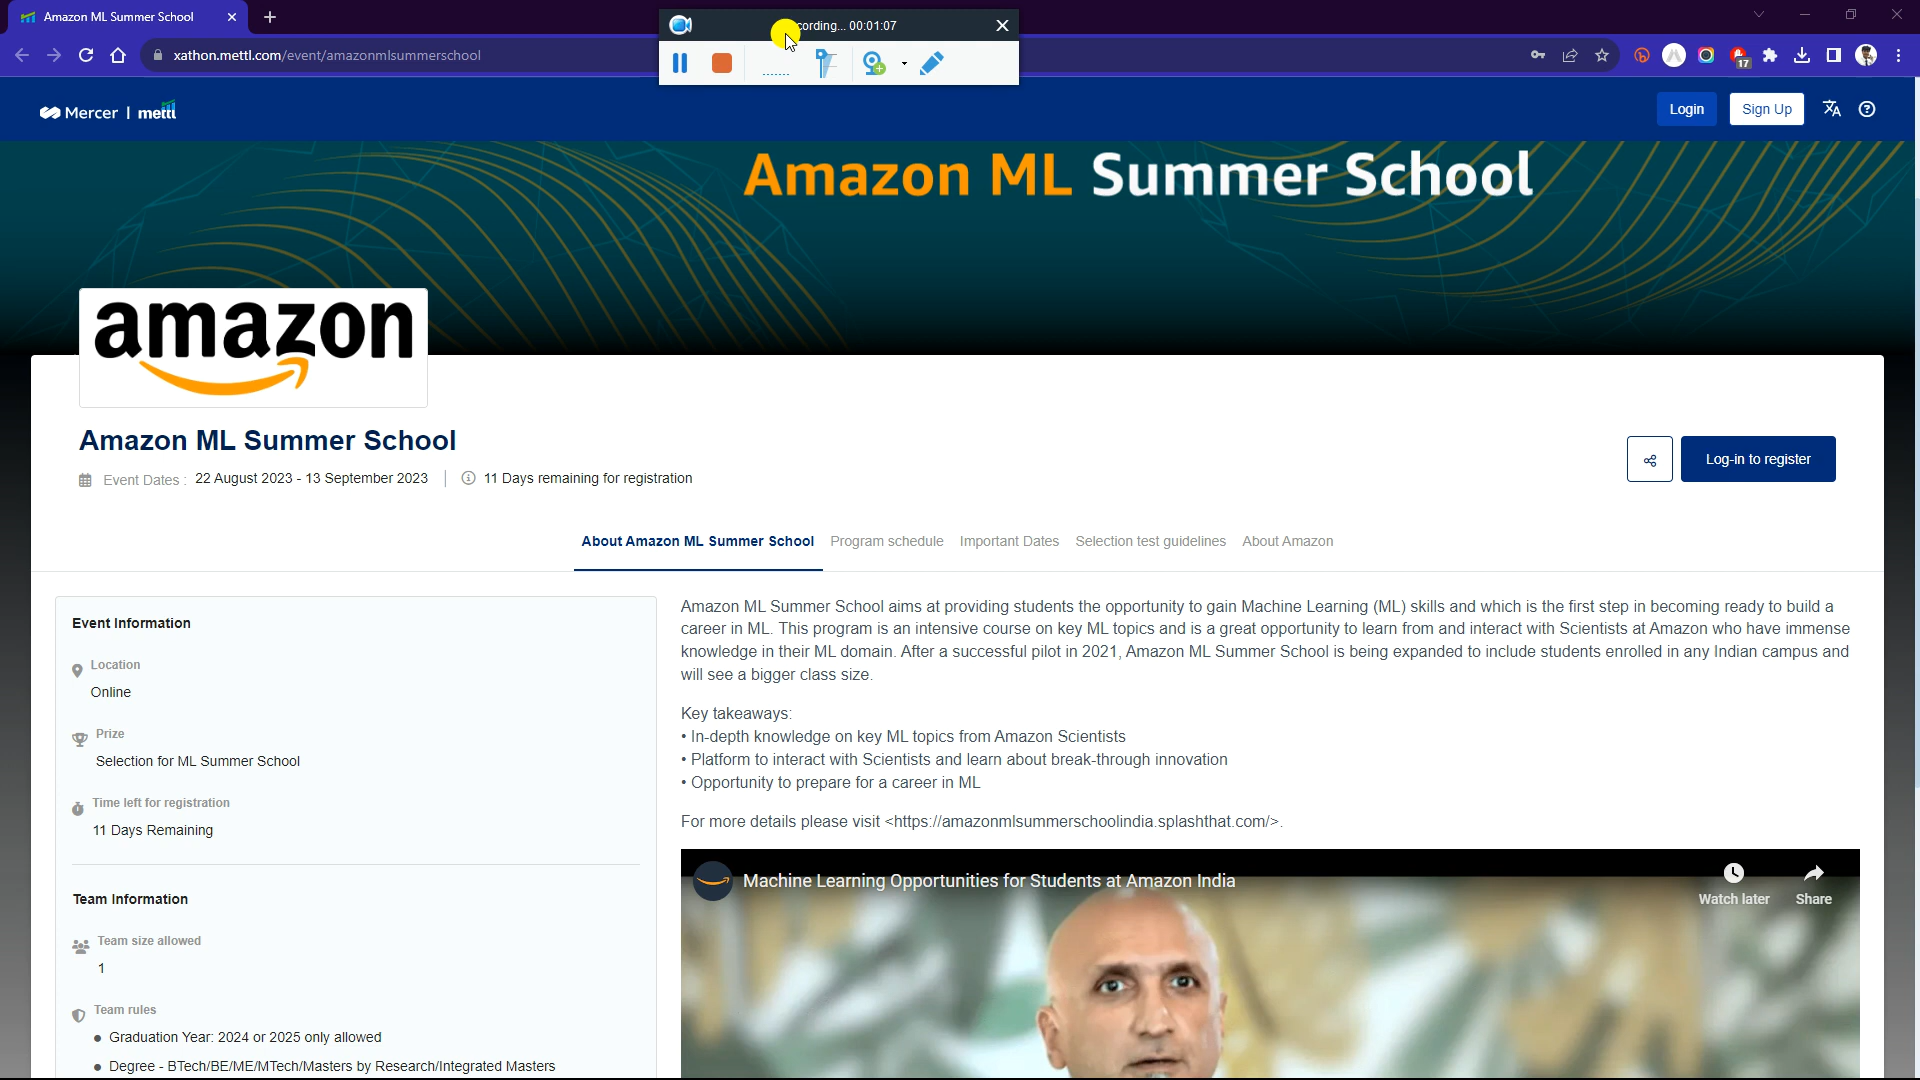 Amazon ML Summer School
cording... 00:01:07
xathon.mettl.com/event/amazonmlsummerschool
17
Mercer | mettl
Login
Sign Up
Amazon ML Summer School
amazon
Amazon ML Summer School
Event Dates : 22 August 2023 - 13 September 2023
11 Days remaining for registration
Log-in to register
About Amazon ML Summer School
Program schedule
Important Dates
Selection test guidelines
About Amazon
Event Information
Location
Online
Prize
Selection for ML Summer School
Time left for registration
11 Days Remaining
Team Information
Team size allowed
1
Team rules
• Graduation Year: 2024 or 2025 only allowed
• Degree - BTech/BE/ME/MTech/Masters by Research/Integrated Masters
Amazon ML Summer School aims at providing students the opportunity to gain Machine Learning (ML) skills and which is the first step in becoming ready to build a
career in ML. This program is an intensive course on key ML topics and is a great opportunity to learn from and interact with Scientists at Amazon who have immense
knowledge in their ML domain. After a successful pilot in 2021, Amazon ML Summer School is being expanded to include students enrolled in any Indian campus and
will see a bigger class size.
Key takeaways:
• In-depth knowledge on key ML topics from Amazon Scientists
• Platform to interact with Scientists and learn about break-through innovation
• Opportunity to prepare for a career in ML
For more details please visit <https://amazonmlsummerschoolindia.splashthat.com/>.
Machine Learning Opportunities for Students at Amazon India
Watch later
Share